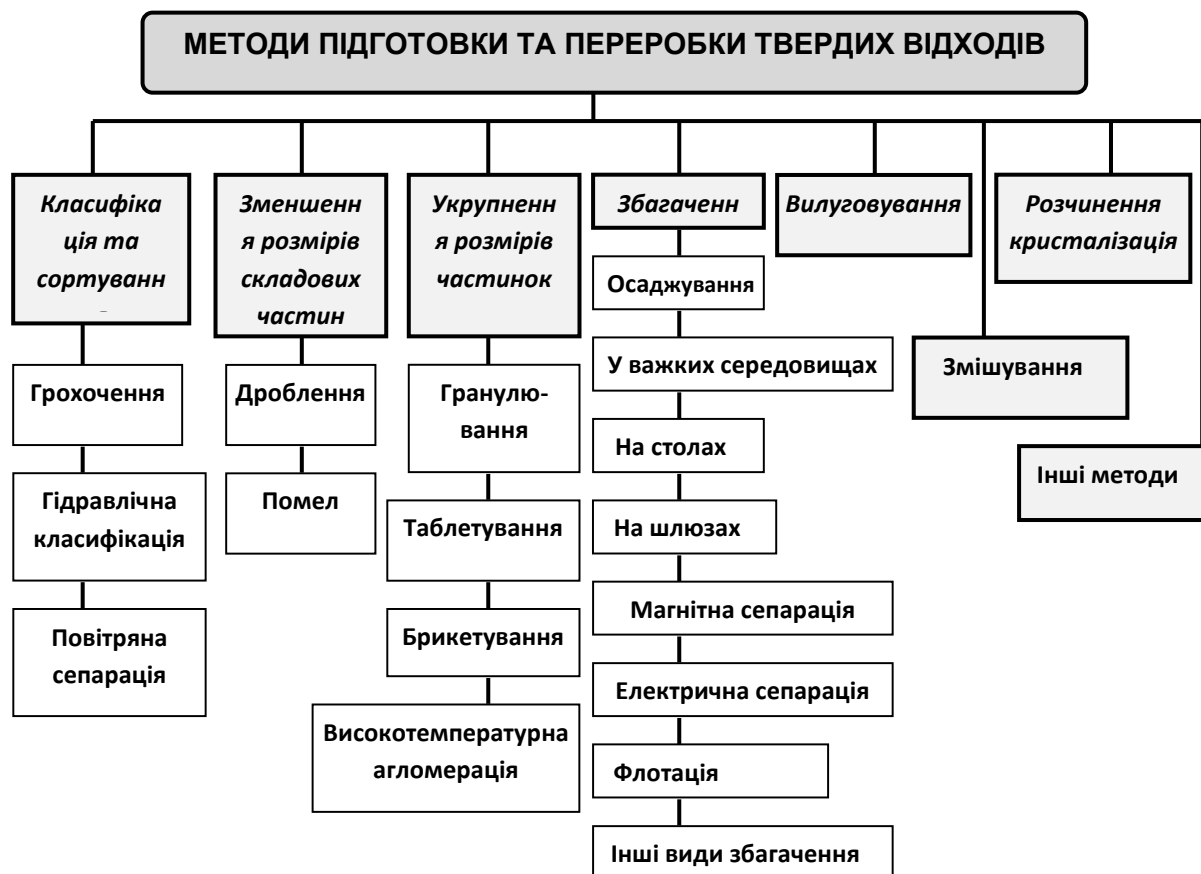 МЕТОДИ ПІДГОТОВКИ ТА ПЕРЕРОБКИ ТВЕРДИХ ВІДХОДІВ
Класифіка
ція та
сортуванн
Зменшенн
я розмірів
складових
частин
Укрупненн
я розмірів
частинок
Збагаченн
Вилуговування
Розчинення
кристалізація
Змішування
Інші методи
Грохочення
Гідравлічна
класифікація
Повітряна
сепарація
Дроблення
Помел
Гранулю-
вання
Таблетування
Брикетування
Високотемпературна
агломерація
Осаджування
У важких середовищах
На столах
На шлюзах
Магнітна сепарація
Електрична сепарація
Флотація
Інші види збагачення